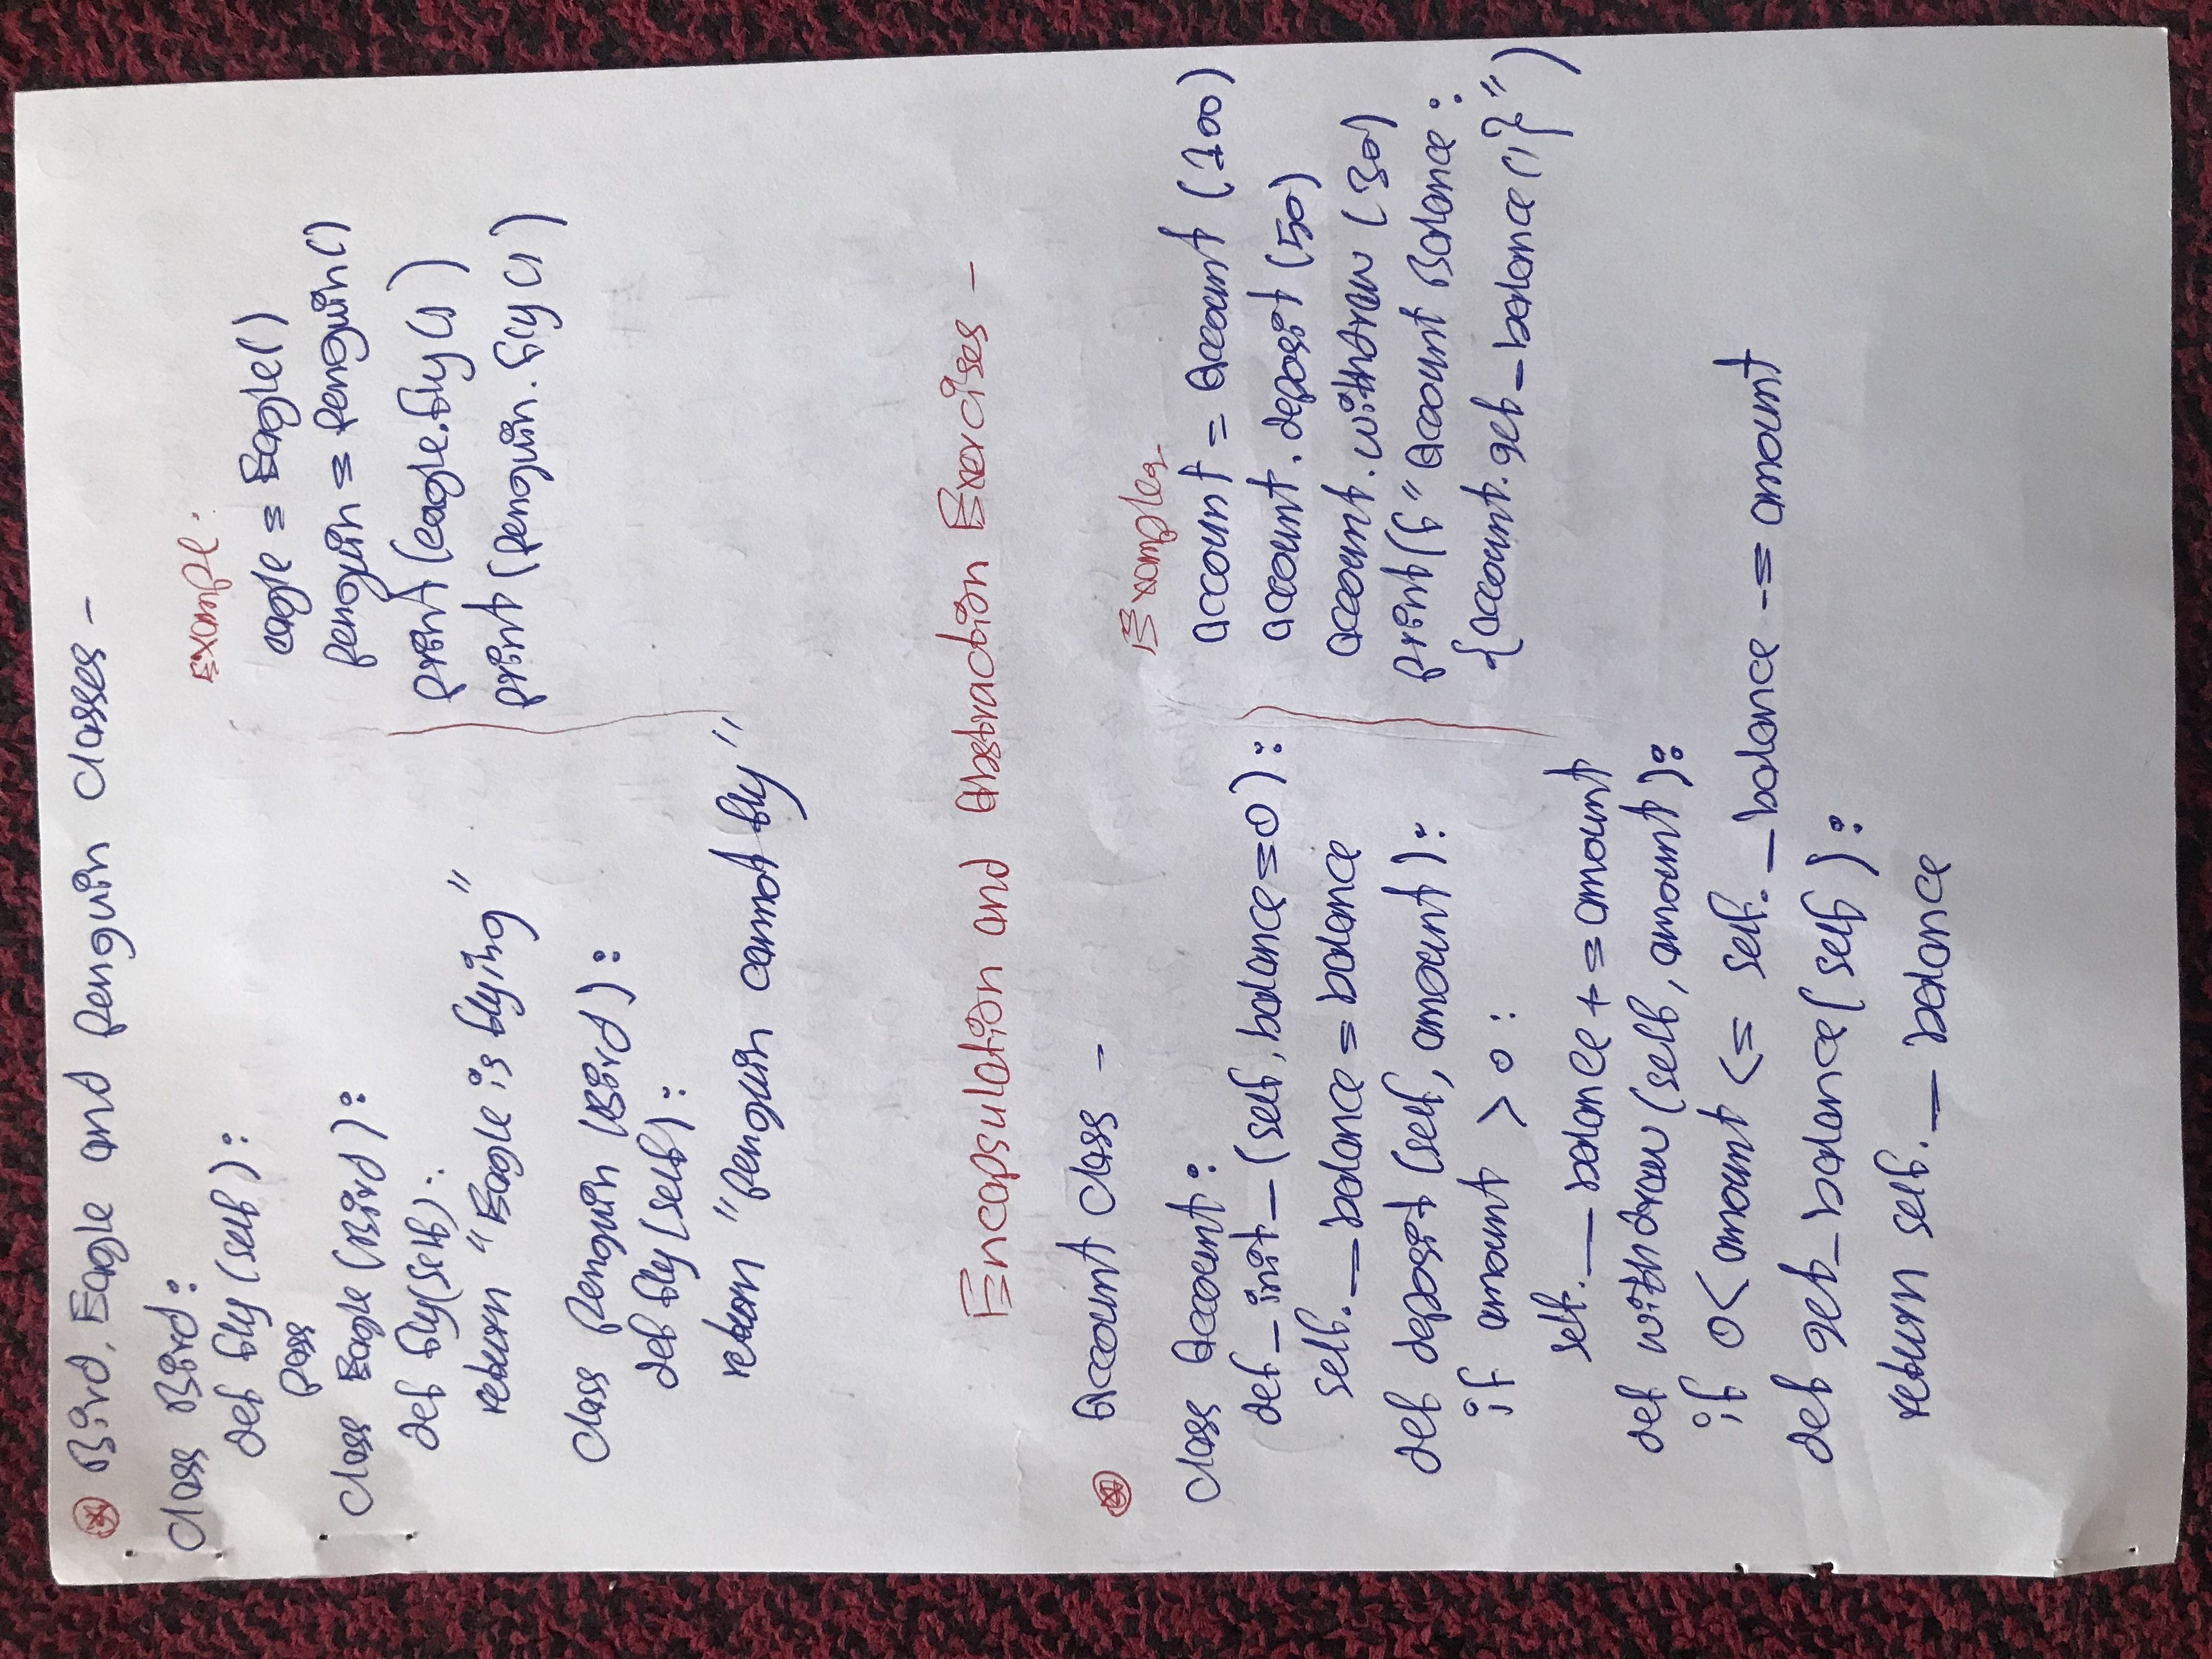 Bird, Eagle and Penguin Classes -
Class Bird:
def fly (self):
pass
Class Eagle (Bird):
def fly(self):
return "Eagle is flying"
Class Penguin (Bird):
def fly (self):
return "Penguin cannot fly"
Example:
eagle = Eagle()
penguin = Penguin()
print (eagle.fly())
print (Penguin.fly())
Encapsulation and Abstraction Exercises -
Account Class -
class Account:
def _init_ (self, balance=0):
self.__balance = balance
def deposit (self, amount):
if amount > 0:
self.__balance += amount
def withdraw (self, amount):
if 0< amount <= self._balance -= amount
def get_balance(self):
return self.__balance
Examples
account = Account (100)
account.deposit (50)
account.withdraw (30)
print(f" Account Balance:
{account.get_balance()}")